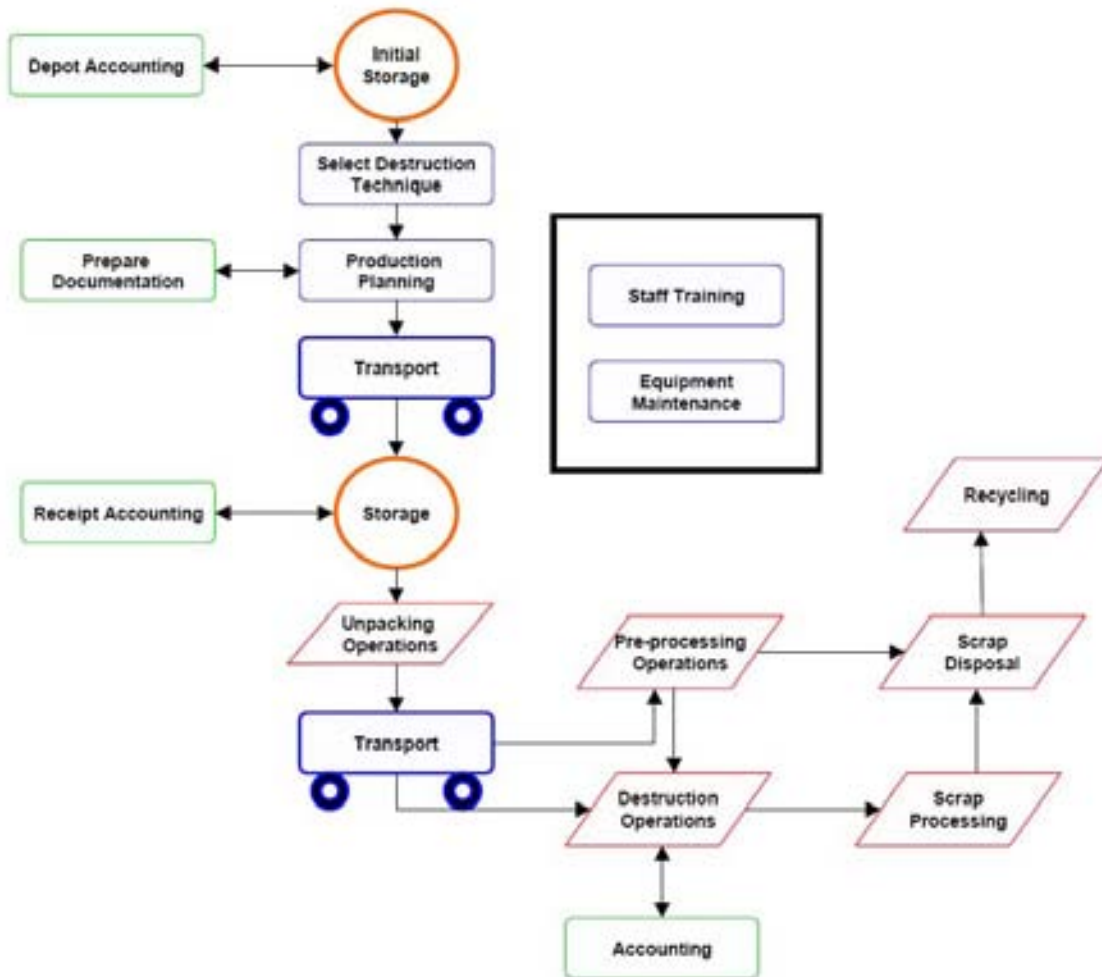 Initial
Storage
Depot Accounting
Select Destruction
Technique
Prepare
Documentation
Production
Planning
Staff Training
Transport
Equipment
Maintenance
Receipt Accounting
Storage
Recycling
Unpacking
Operations
Pre-processing
Operations
Scrap
Disposal
Transport
Destruction
Operations
Scrap
Processing
Accounting